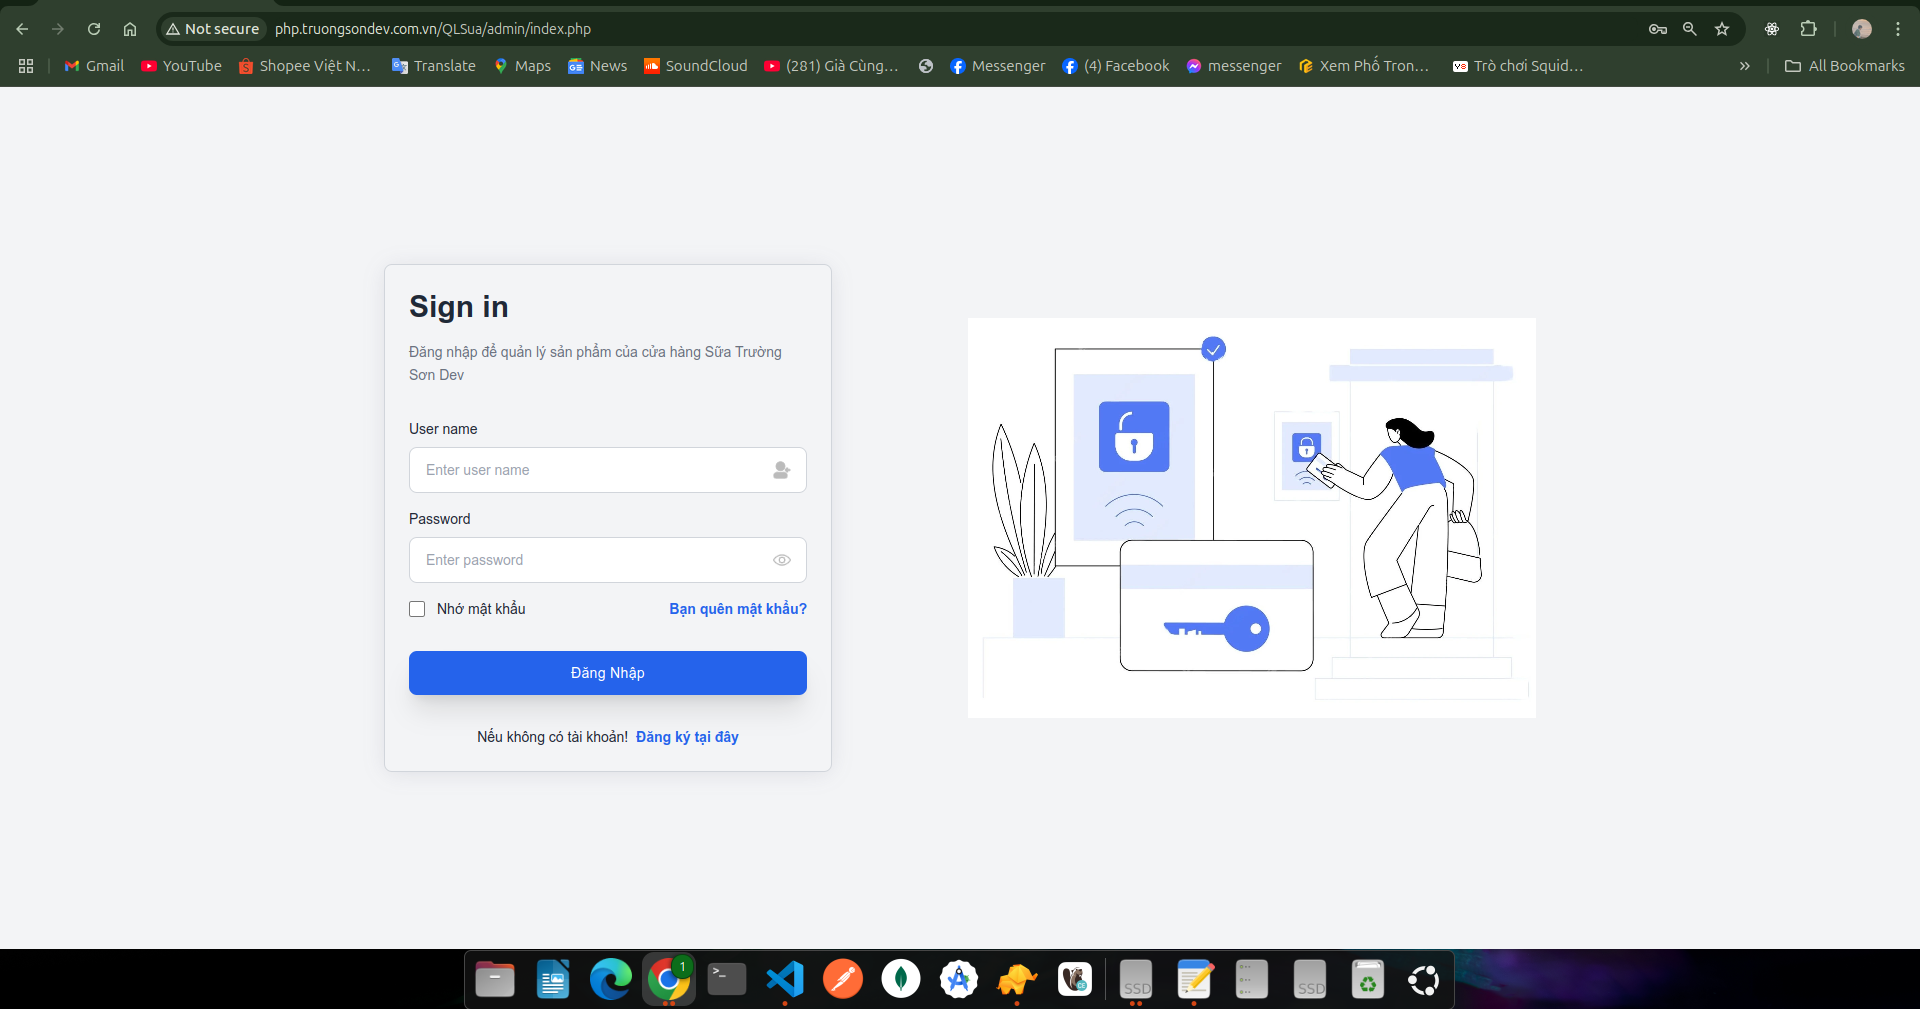 Not secure php.truongsondev.com.vn/QLSua/admin/index.php
Gmail YouTube Shopee Việt N... Translate Maps News SoundCloud (281) Già Cùng... Messenger (4) Facebook messenger Xem Phố Tron... Trò chơi Squid... » All Bookmarks
Sign in
Đăng nhập để quản lý sản phẩm của cửa hàng Sữa Trường
Sơn Dev
User name
Enter user name
Password
Enter password
Nhớ mật khẩu Bạn quên mật khẩu?
Đăng Nhập
Nếu không có tài khoản! Đăng ký tại đây
1
>_
CE
SSD
SSD